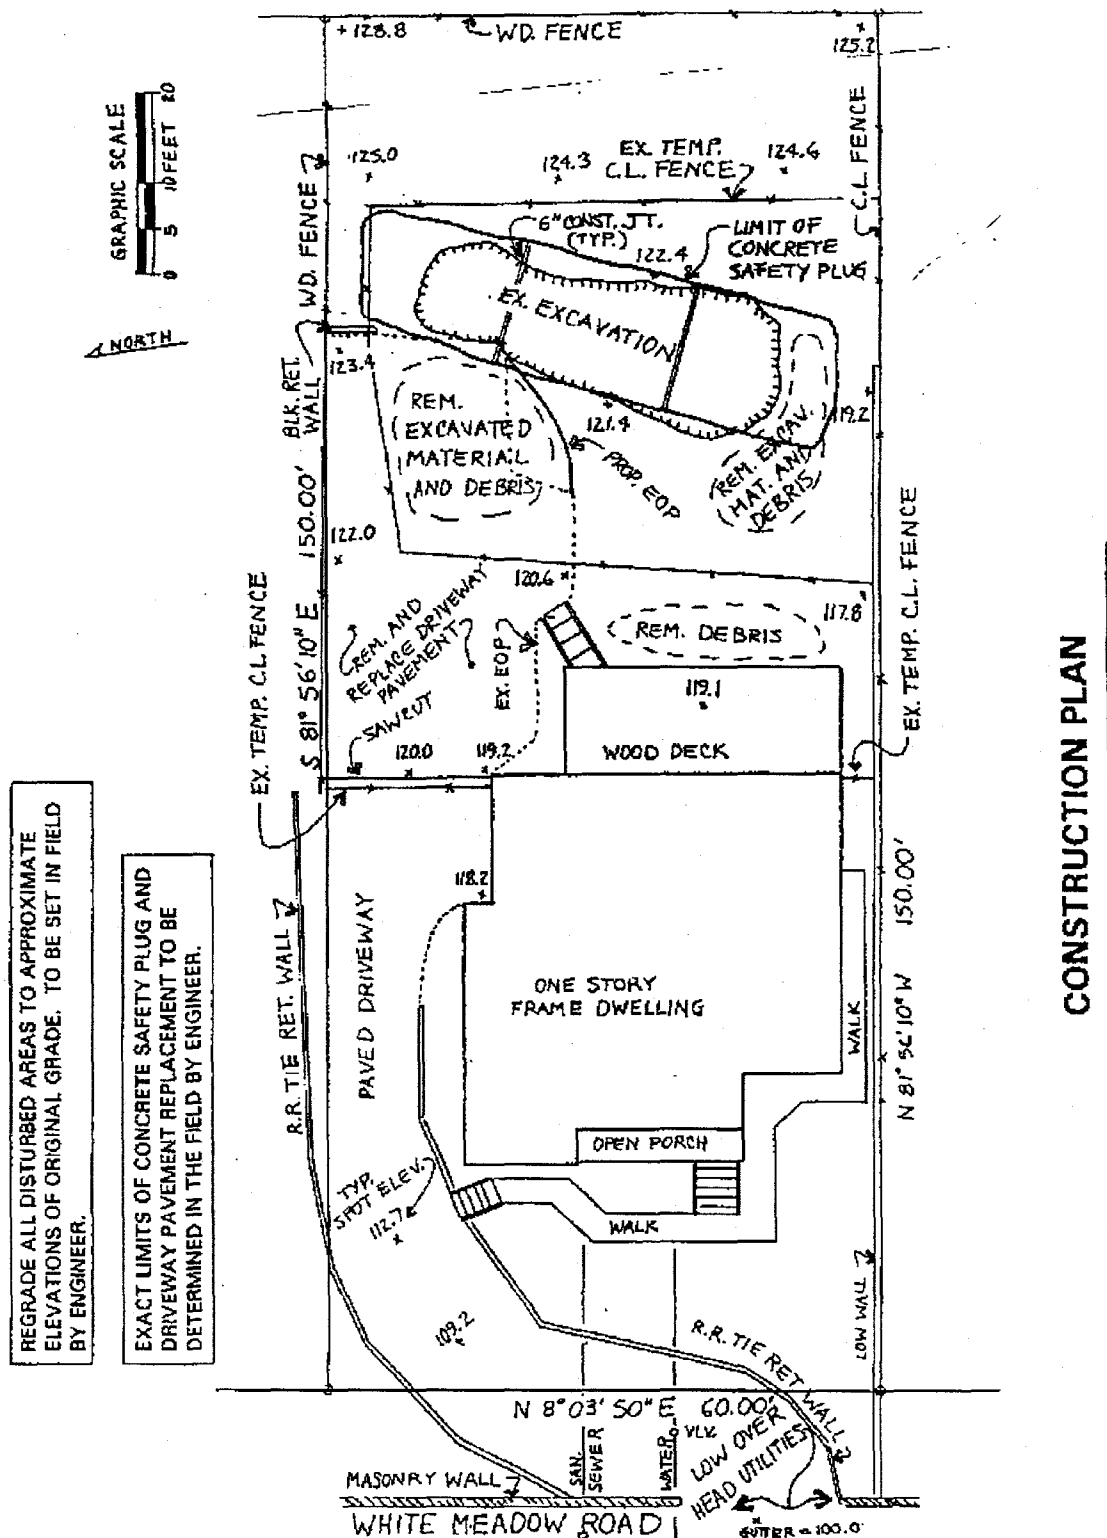 +128.8
WD. FENCE
125.2
GRAPHIC SCALE
0 5 10 FEET 20
NORTH
125.0
124.3
EX. TEMP.
C.L. FENCE
124.6
C.L. FENCE
WD. FENCE
6" CONST. JT.
(TYP.)
122.4
LIMIT OF
CONCRETE
SAFETY PLUG
EX. EXCAVATION
BLK. RET.
WALL
123.4
REM.
EXCAVATED
MATERIAL
AND DEBRIS
121.4
119.2
PROP. EOP
REM. EXCAV.
MAT. AND
DEBRIS
S 81° 56' 10" E 150.00'
122.0
120.6
117.8
EX. TEMP. C.L. FENCE
REM. AND
REPLACE DRIVEWAY
PAVEMENT
SAWCUT
EX. EOP
REM. DEBRIS
119.1
WOOD DECK
EX. TEMP. C.L. FENCE
120.0
119.2
118.2
REGRADE ALL DISTURBED AREAS TO APPROXIMATE
ELEVATIONS OF ORIGINAL GRADE. TO BE SET IN FIELD
BY ENGINEER.
EXACT LIMITS OF CONCRETE SAFETY PLUG AND
DRIVEWAY PAVEMENT REPLACEMENT TO BE
DETERMINED IN THE FIELD BY ENGINEER.
R.R. TIE RET. WALL
PAVED DRIVEWAY
ONE STORY
FRAME DWELLING
WALK
N 81° 56' 10" W 150.00'
CONSTRUCTION PLAN
OPEN PORCH
TYP.
SPOT ELEV.
112.7
WALK
109.2
R.R. TIE RET WALL
LOW WALL
N 8° 03' 50" E 60.00'
SAN.
SEWER
WATER
VLV.
LOW OVER
HEAD UTILITIES
MASONRY WALL
WHITE MEADOW ROAD
GUTTER = 100.0